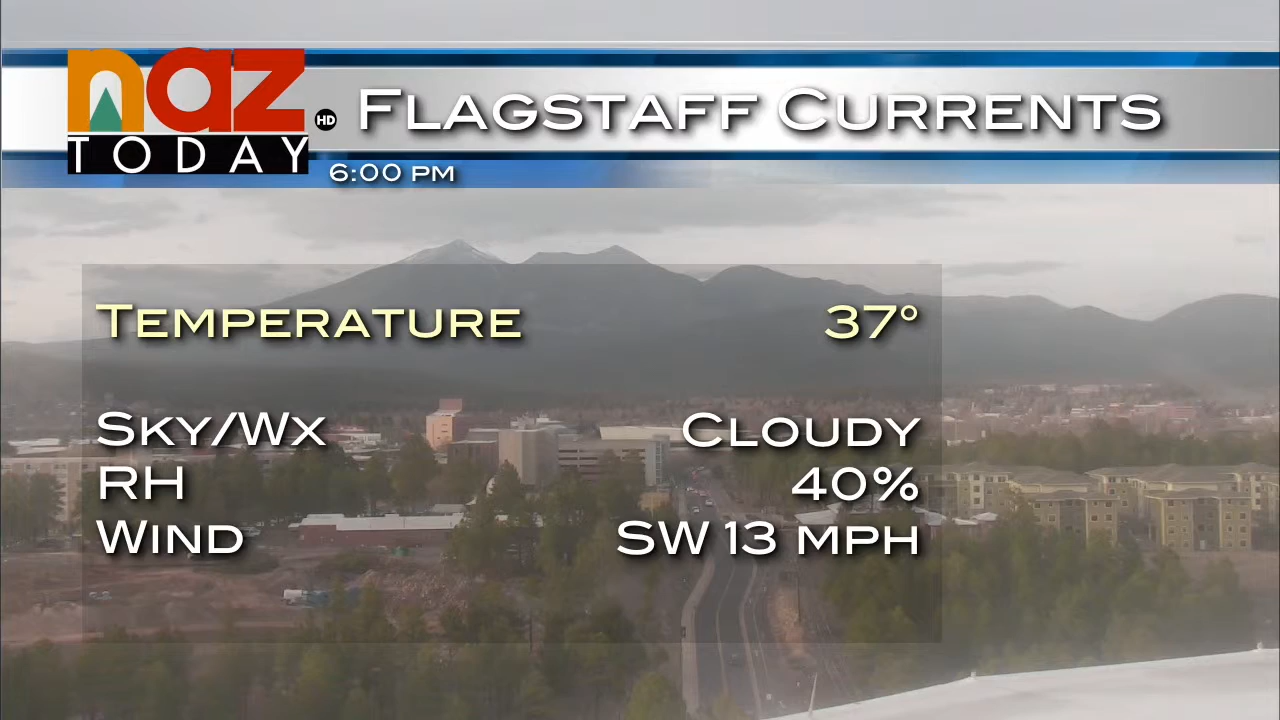 naz
TODAY
HD
FLAGSTAFF CURRENTS
6:00 PM
TEMPERATURE 37°
SKY/WX CLOUDY
RH 40%
WIND SW 13 MPH